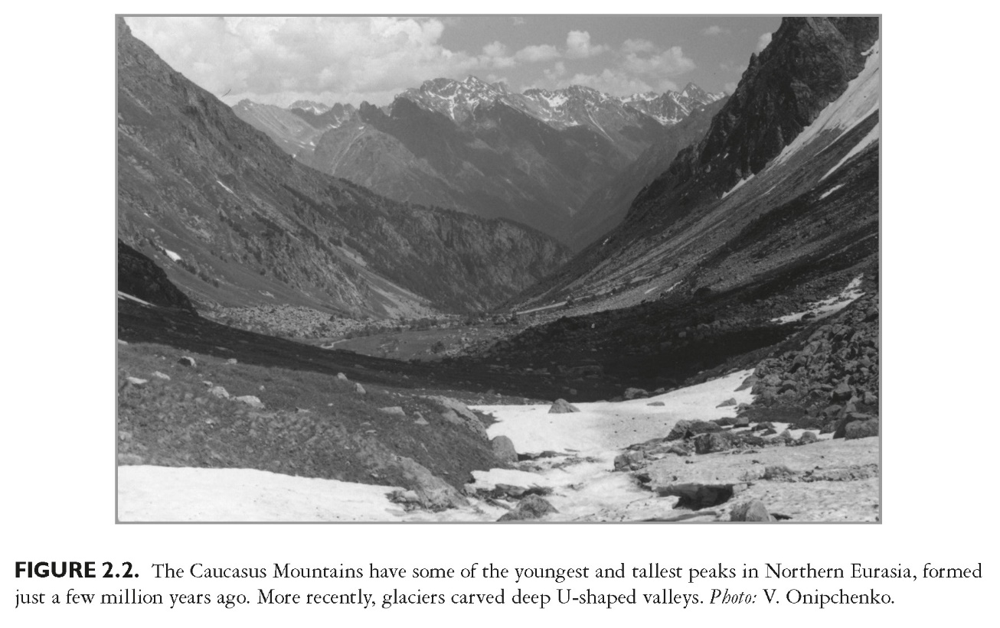 FIGURE 2.2. The Caucasus Mountains have some of the youngest and tallest peaks in Northern Eurasia, formed
just a few million years ago. More recently, glaciers carved deep U-shaped valleys. Photo: V. Onipchenko.